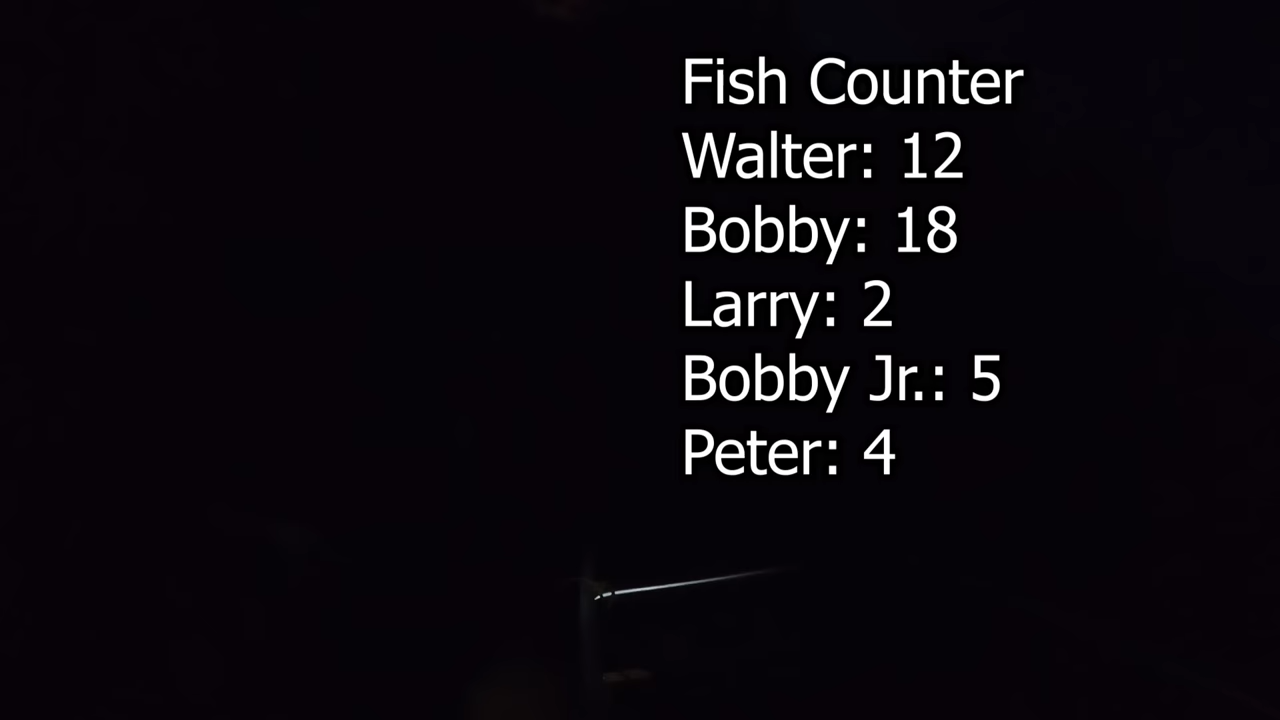 Fish Counter
Walter: 12
Bobby: 18
Larry: 2
Bobby Jr.: 5
Peter: 4